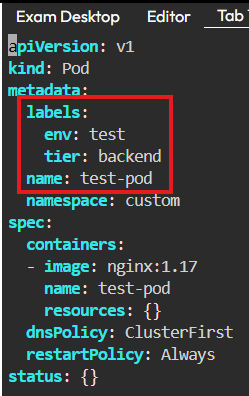 Exam Desktop Editor Tab
apiVersion: v1
kind: Pod
metadata:
  labels:
    env: test
    tier: backend
  name: test-pod
  namespace: custom
spec:
  containers:
  - image: nginx:1.17
    name: test-pod
    resources: {}
  dnsPolicy: ClusterFirst
  restartPolicy: Always
status: {}